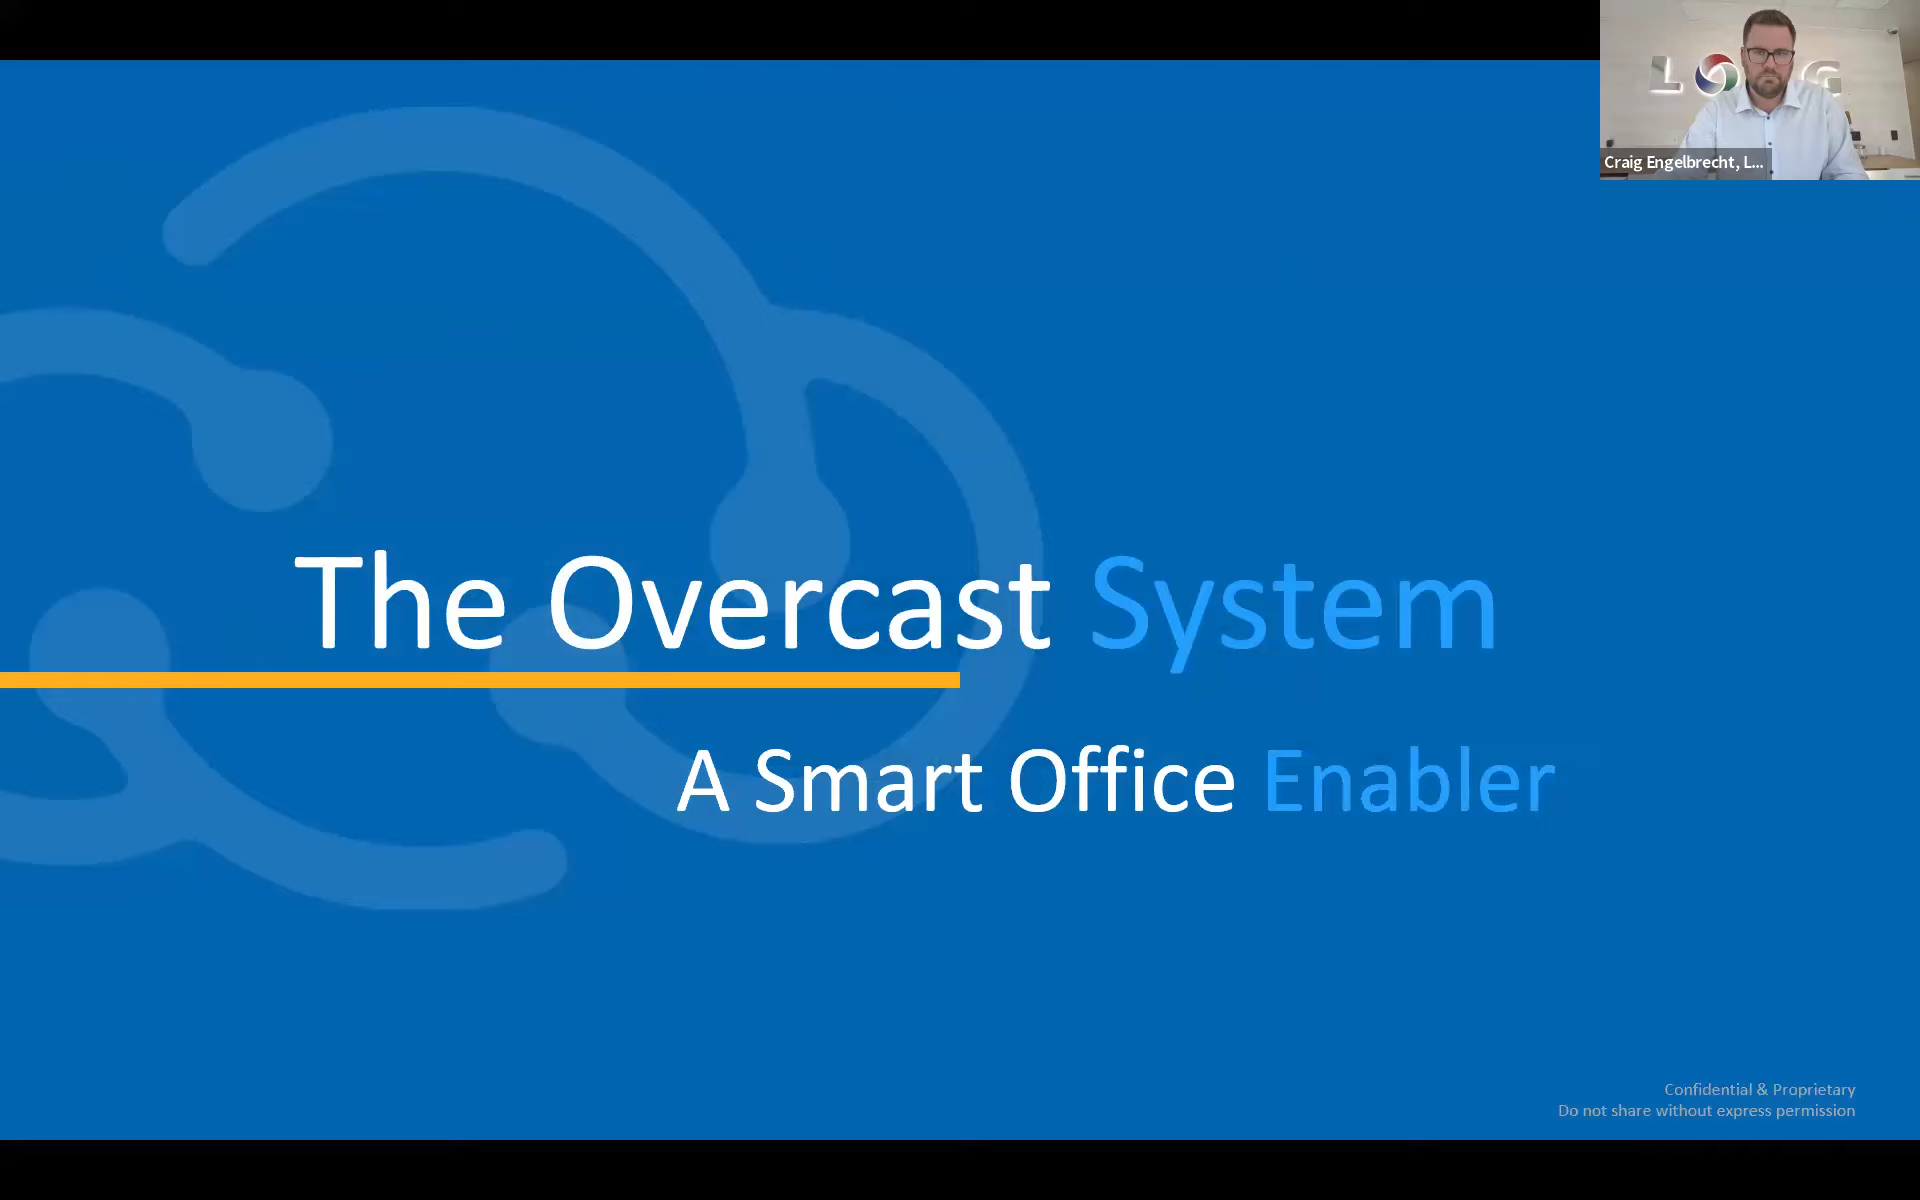 L O G
Craig Engelbrecht, L...
The Overcast System
A Smart Office Enabler
Confidential & Proprietary
Do not share without express permission